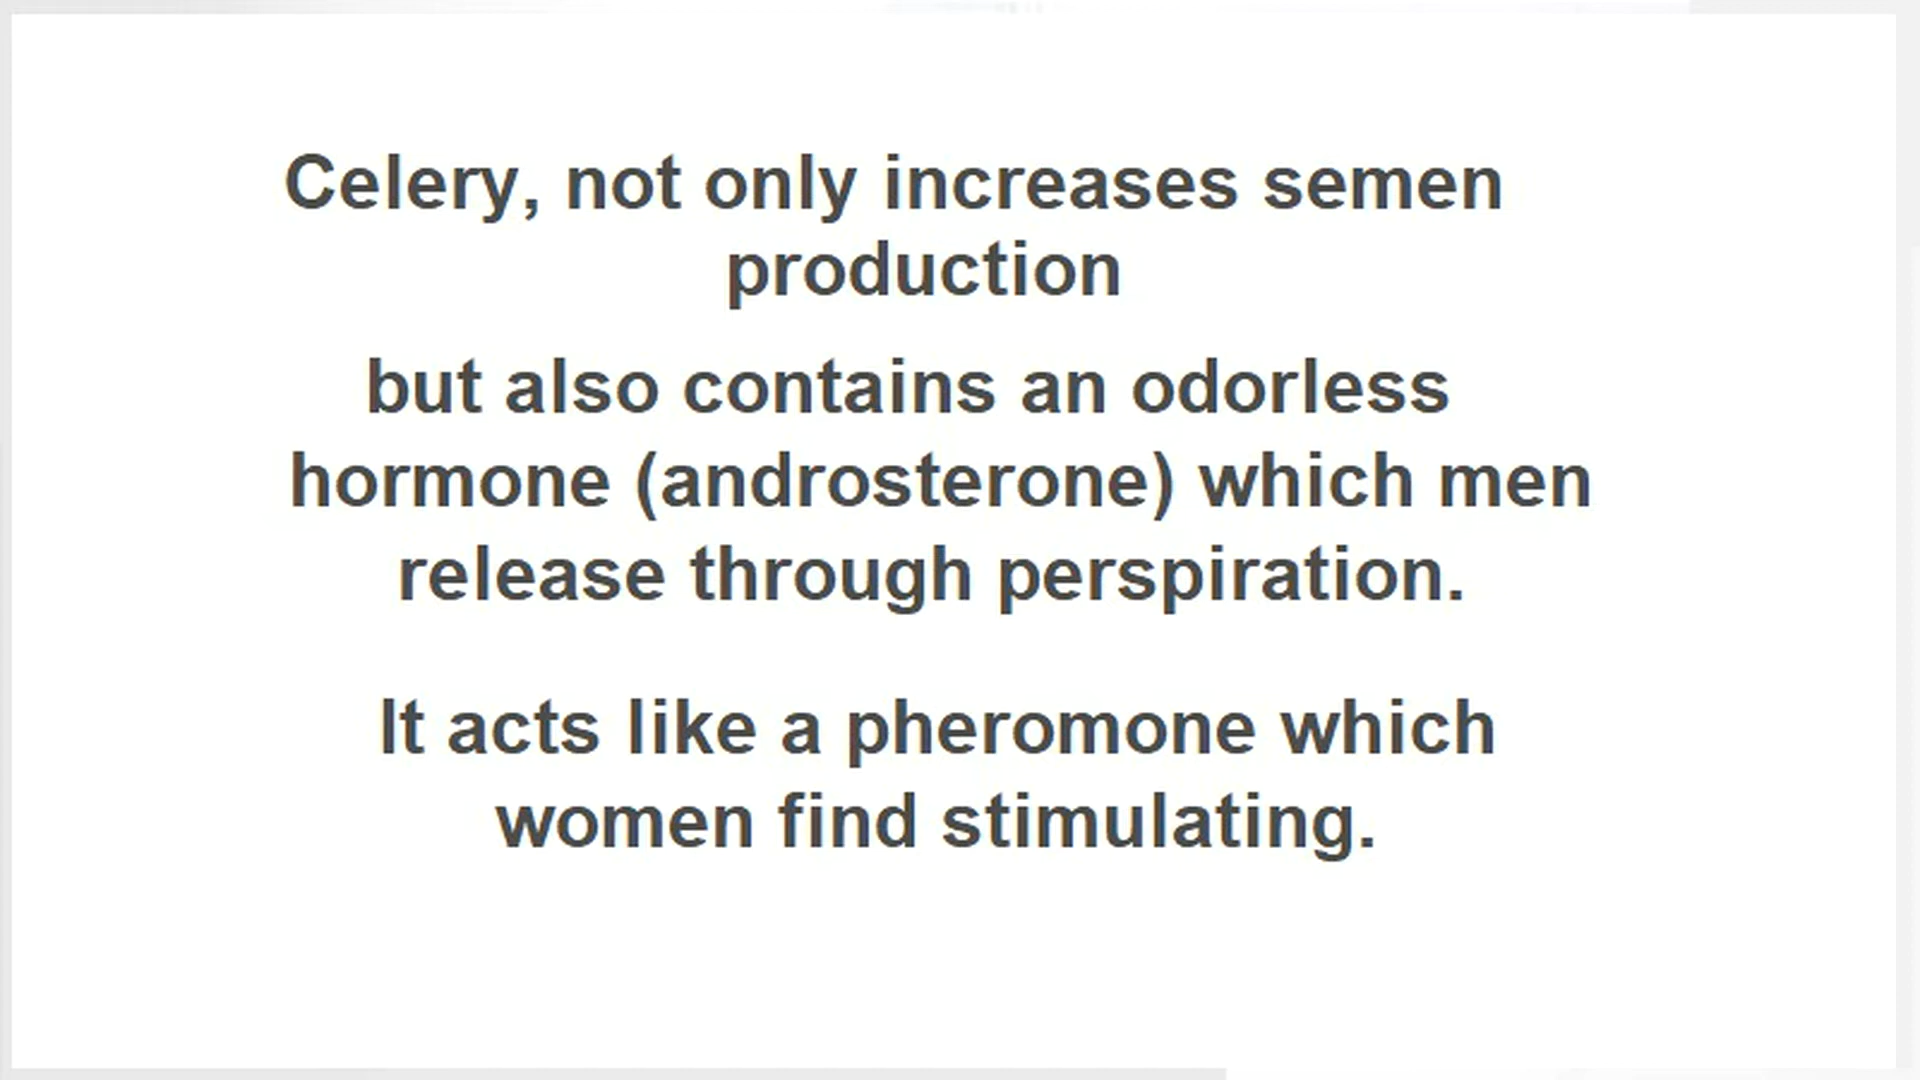 Celery, not only increases semen
production
but also contains an odorless
hormone (androsterone) which men
release through perspiration.
It acts like a pheromone which
women find stimulating.